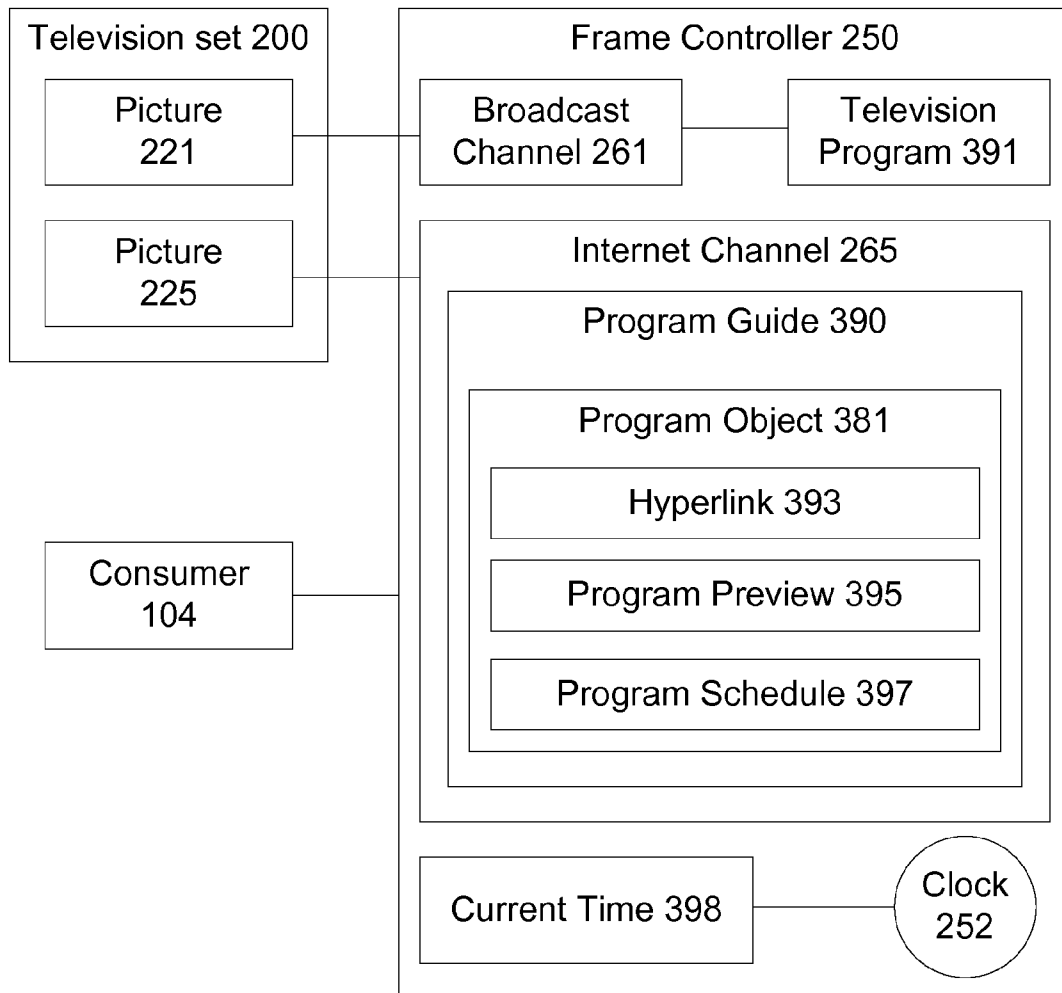 Television set 200
Picture
221
Picture
225
Consumer
104
Frame Controller 250
Broadcast
Channel 261
Television
Program 391
Internet Channel 265
Program Guide 390
Program Object 381
Hyperlink 393
Program Preview 395
Program Schedule 397
Current Time 398
Clock
252